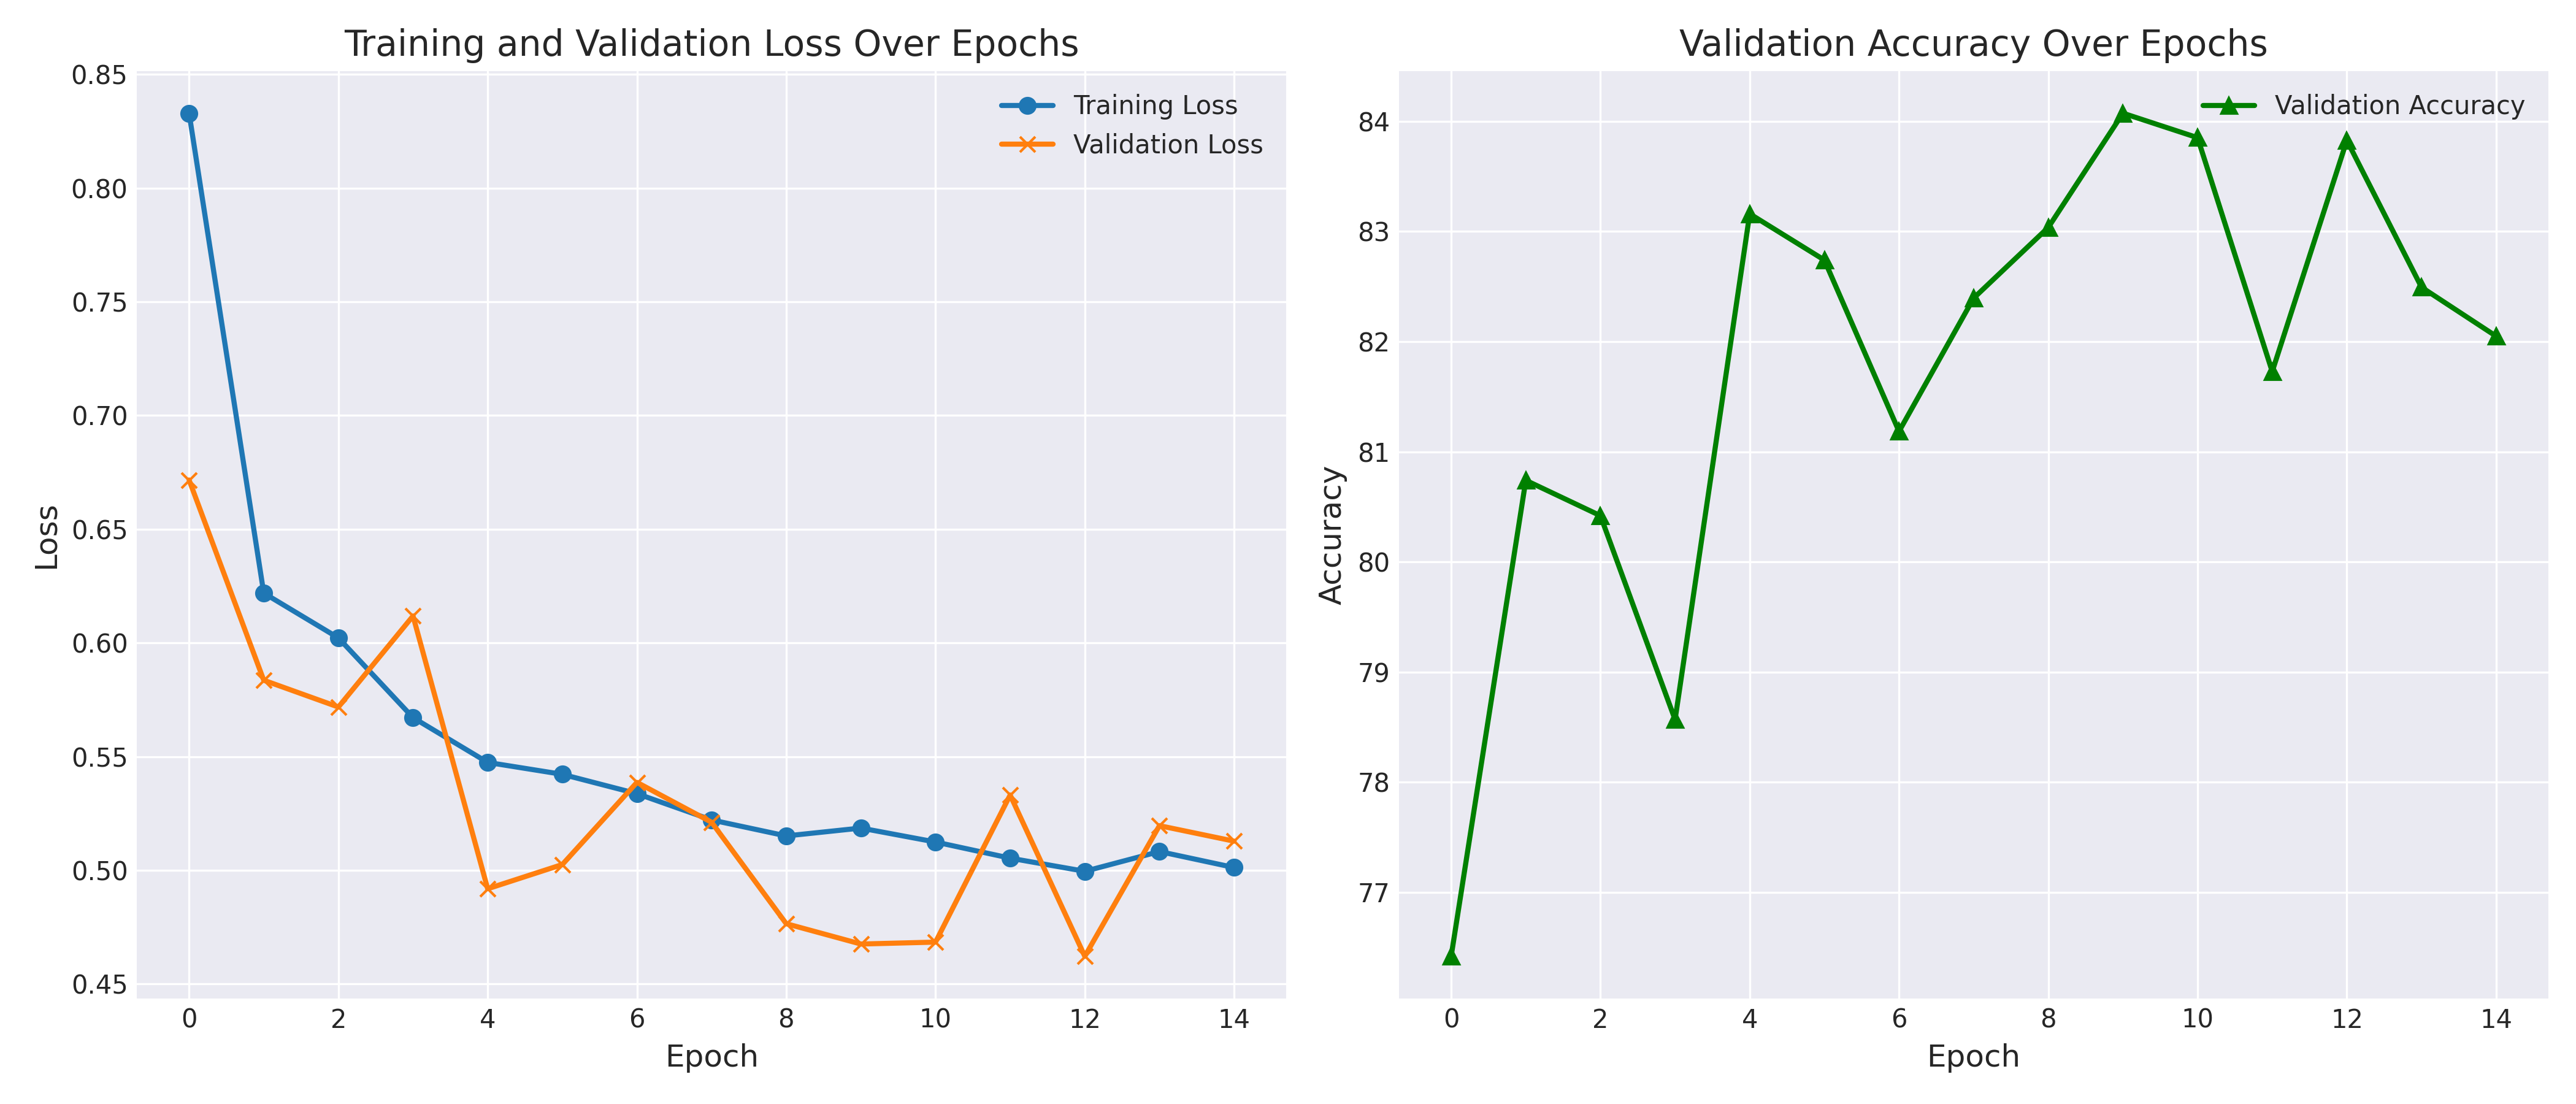 Training and Validation Loss Over Epochs
Training Loss
Validation Loss
0.85
0.80
0.75
0.70
0.65
0.60
0.55
0.50
0.45
Loss
0 2 4 6 8 10 12 14
Epoch
Validation Accuracy Over Epochs
Validation Accuracy
84
83
82
81
80
79
78
77
Accuracy
0 2 4 6 8 10 12 14
Epoch